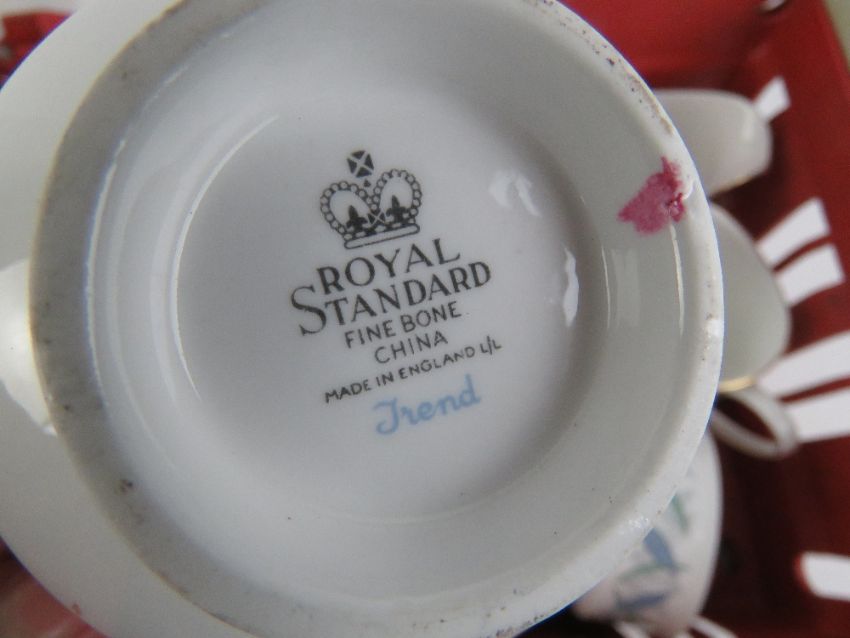 ROYAL
STANDARD
FINE BONE
CHINA
MADE IN ENGLAND L/L
Trend